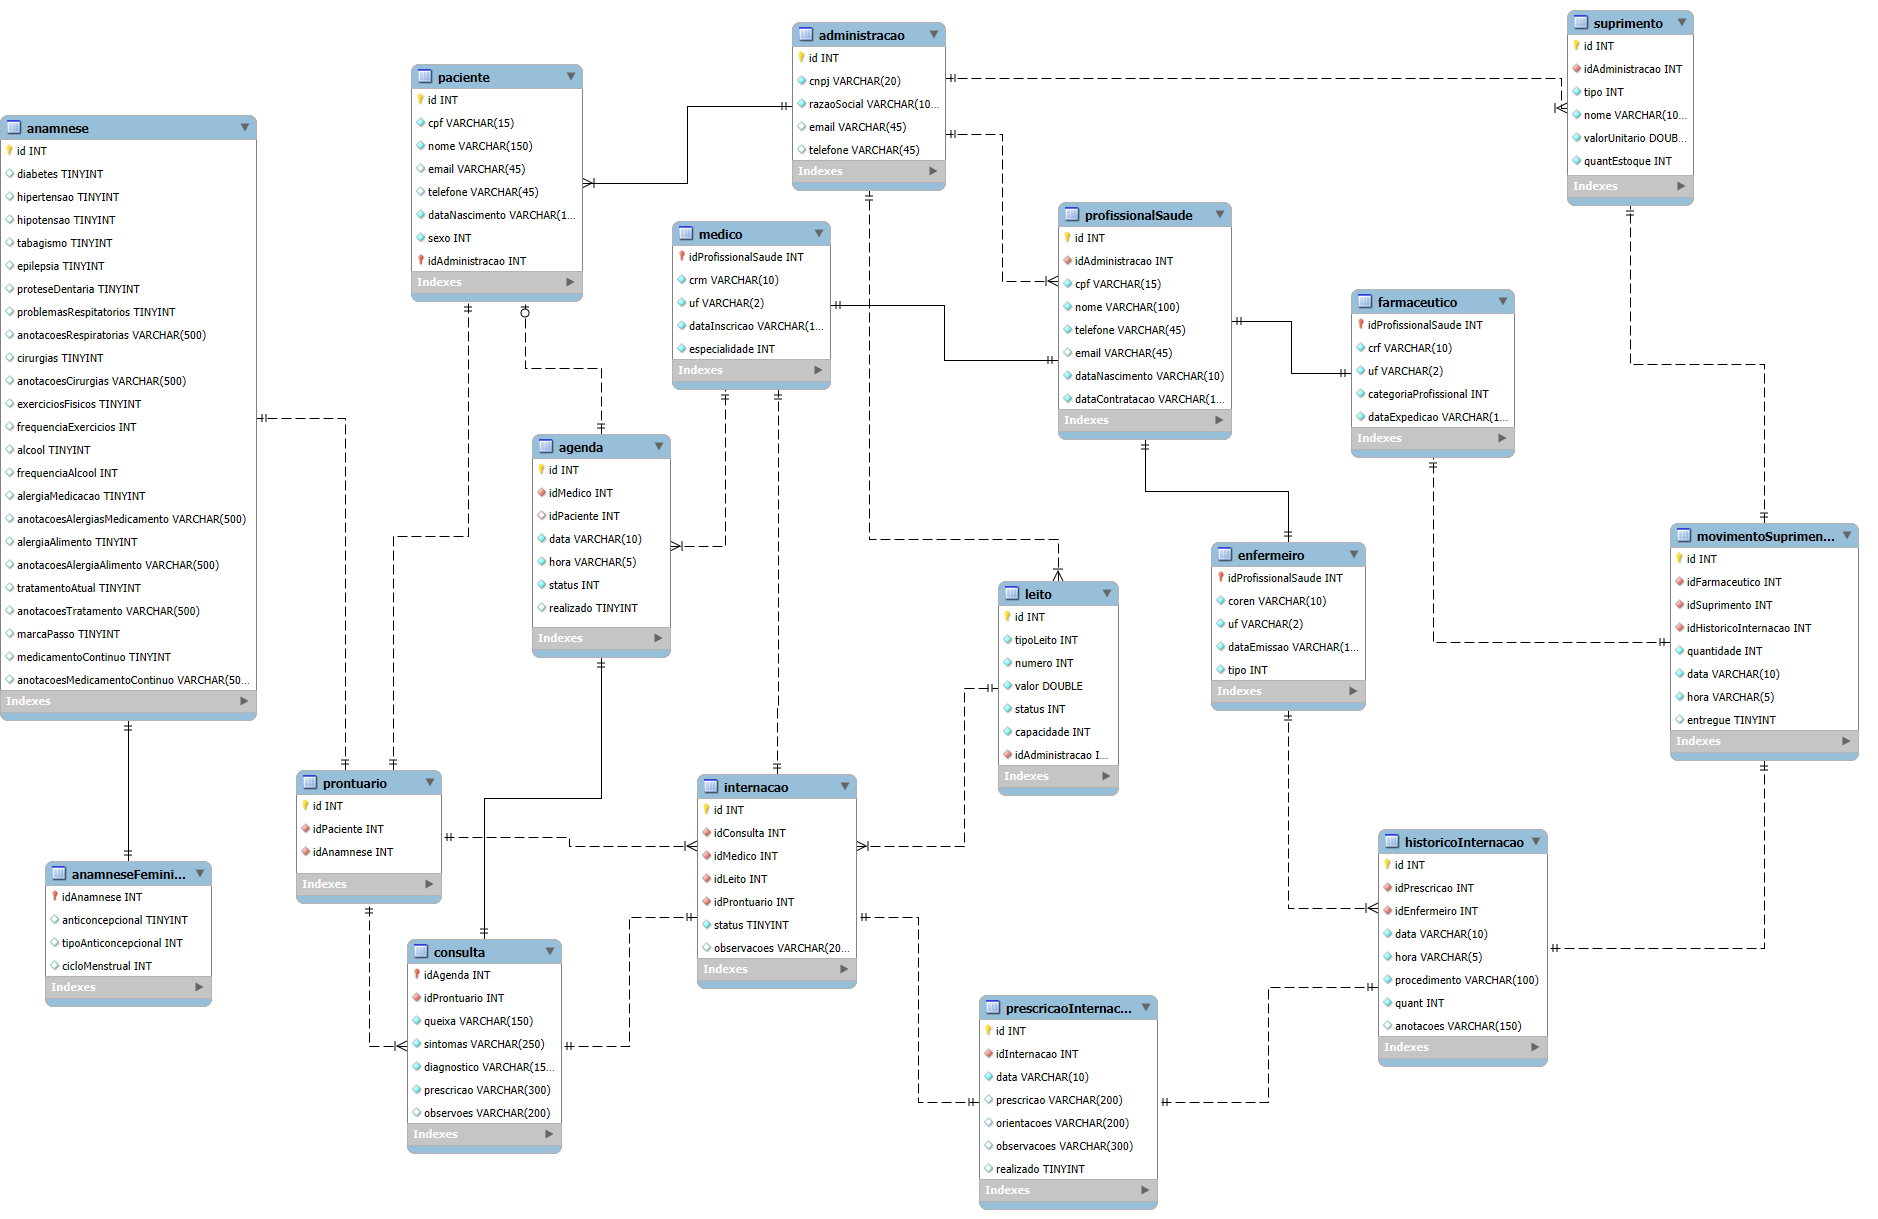 anamnese
id INT
diabetes TINYINT
hipertensao TINYINT
hipotensao TINYINT
tabagismo TINYINT
epilepsia TINYINT
proteseDentaria TINYINT
problemasRespitatorios TINYINT
anotacoesRespiratorias VARCHAR(500)
cirurgias TINYINT
anotacoesCirurgias VARCHAR(500)
exerciciosFisicos TINYINT
frequenciaExercicios INT
alcool TINYINT
frequenciaAlcool INT
alergiaMedicacao TINYINT
anotacoesAlergiasMedicamento VARCHAR(500)
alergiaAlimento TINYINT
anotacoesAlergiaAlimento VARCHAR(500)
tratamentoAtual TINYINT
anotacoesTratamento VARCHAR(500)
marcaPasso TINYINT
medicamentoContinuo TINYINT
anotacoesMedicamentoContinuo VARCHAR(50...
Indexes
anamneseFemini...
idAnamnese INT
anticoncepcional TINYINT
tipoAnticoncepcional INT
cicloMenstrual INT
Indexes
paciente
id INT
cpf VARCHAR(15)
nome VARCHAR(150)
email VARCHAR(45)
telefone VARCHAR(45)
dataNascimento VARCHAR(1...
sexo INT
idAdministracao INT
Indexes
administracao
id INT
cnpj VARCHAR(20)
razaoSocial VARCHAR(10...
email VARCHAR(45)
telefone VARCHAR(45)
Indexes
suprimento
id INT
idAdministracao INT
tipo INT
nome VARCHAR(10...
valorUnitario DOUB...
quantEstoque INT
Indexes
medico
idProfissionalSaude INT
crm VARCHAR(10)
uf VARCHAR(2)
dataInscricao VARCHAR(1...
especialidade INT
Indexes
profissionalSaude
id INT
idAdministracao INT
cpf VARCHAR(15)
nome VARCHAR(100)
telefone VARCHAR(45)
email VARCHAR(45)
dataNascimento VARCHAR(10)
dataContratacao VARCHAR(1...
Indexes
farmaceutico
idProfissionalSaude INT
crf VARCHAR(10)
uf VARCHAR(2)
categoriaProfissional INT
dataExpedicao VARCHAR(1...
Indexes
agenda
id INT
idMedico INT
idPaciente INT
data VARCHAR(10)
hora VARCHAR(5)
status INT
realizado TINYINT
Indexes
leito
id INT
tipoLeito INT
numero INT
valor DOUBLE
status INT
capacidade INT
idAdministracao I...
Indexes
enfermeiro
idProfissionalSaude INT
coren VARCHAR(10)
uf VARCHAR(2)
dataEmissao VARCHAR(1...
tipo INT
Indexes
movimentoSuprimen...
id INT
idFarmaceutico INT
idSuprimento INT
idHistoricoInternacao INT
quantidade INT
data VARCHAR(10)
hora VARCHAR(5)
entregue TINYINT
Indexes
prontuario
id INT
idPaciente INT
idAnamnese INT
Indexes
internacao
id INT
idConsulta INT
idMedico INT
idLeito INT
idProntuario INT
status TINYINT
observacoes VARCHAR(20...
Indexes
historicoInternacao
id INT
idPrescricao INT
idEnfermeiro INT
data VARCHAR(10)
hora VARCHAR(5)
procedimento VARCHAR(100)
quant INT
anotacoes VARCHAR(150)
Indexes
consulta
idAgenda INT
idProntuario INT
queixa VARCHAR(150)
sintomas VARCHAR(250)
diagnostico VARCHAR(15...
prescricao VARCHAR(300)
observoes VARCHAR(200)
Indexes
prescricaoInternac...
id INT
idInternacao INT
data VARCHAR(10)
prescricao VARCHAR(200)
orientacoes VARCHAR(200)
observacoes VARCHAR(300)
realizado TINYINT
Indexes